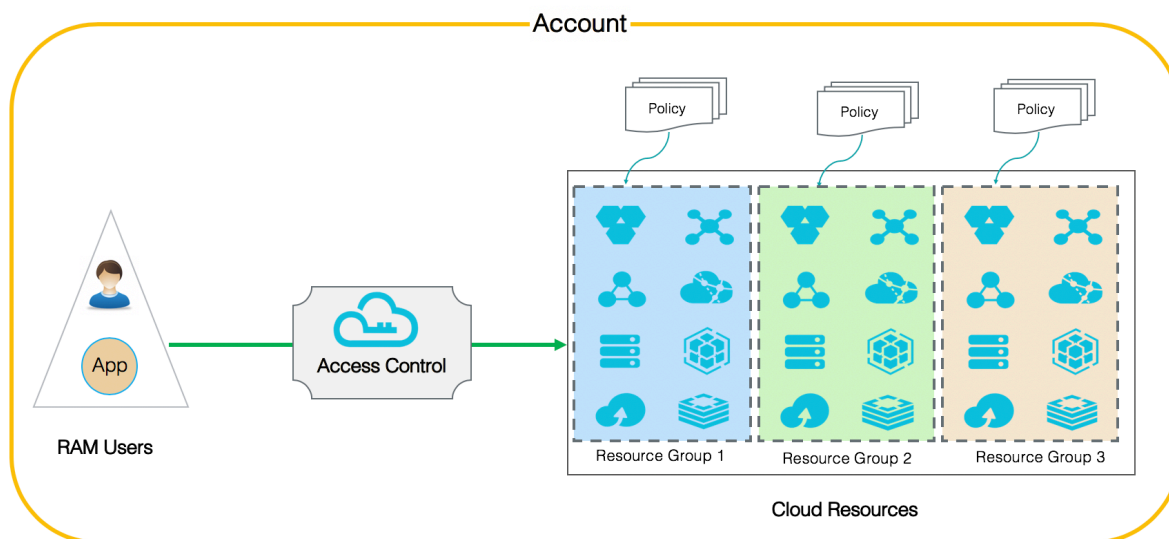 Account
Policy
Policy
Policy
App
Access Control
RAM Users
Resource Group 1
Resource Group 2
Resource Group 3
Cloud Resources